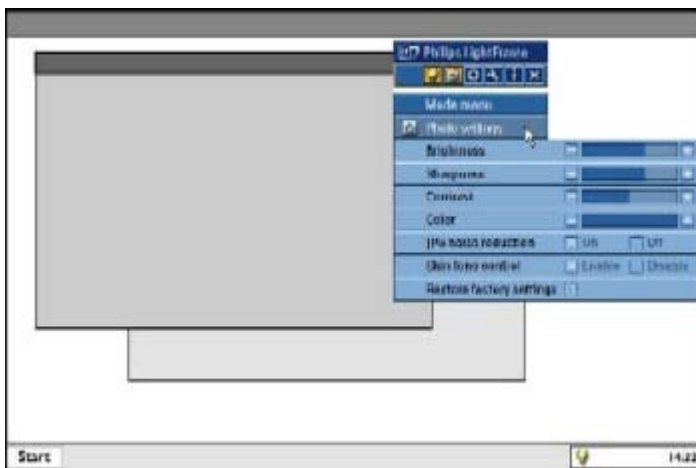 Philips LightFrame
Mode menu
Photo settings
Brightness
Sharpness
Contrast
Color
JPG noise reduction On Off
Skin tone control Enable Disable
Restore factory settings
Start